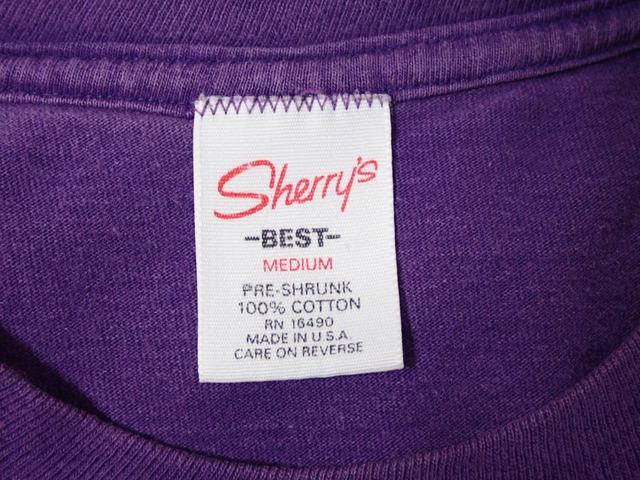 Sherry's
-BEST-
MEDIUM
PRE-SHRUNK
100% COTTON
RN 16490
MADE IN U.S.A.
CARE ON REVERSE